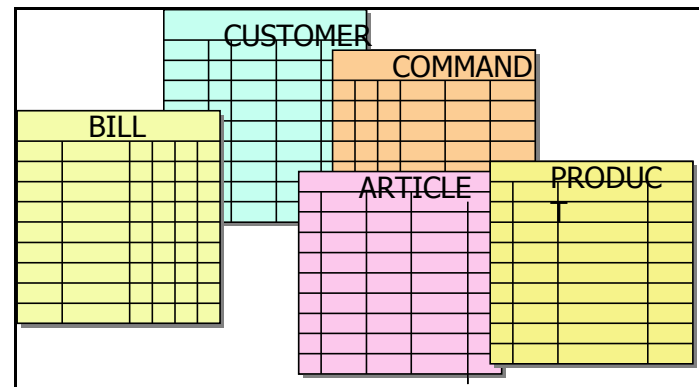 CUSTOMER
COMMAND
BILL
ARTICLE
PRODUC
T